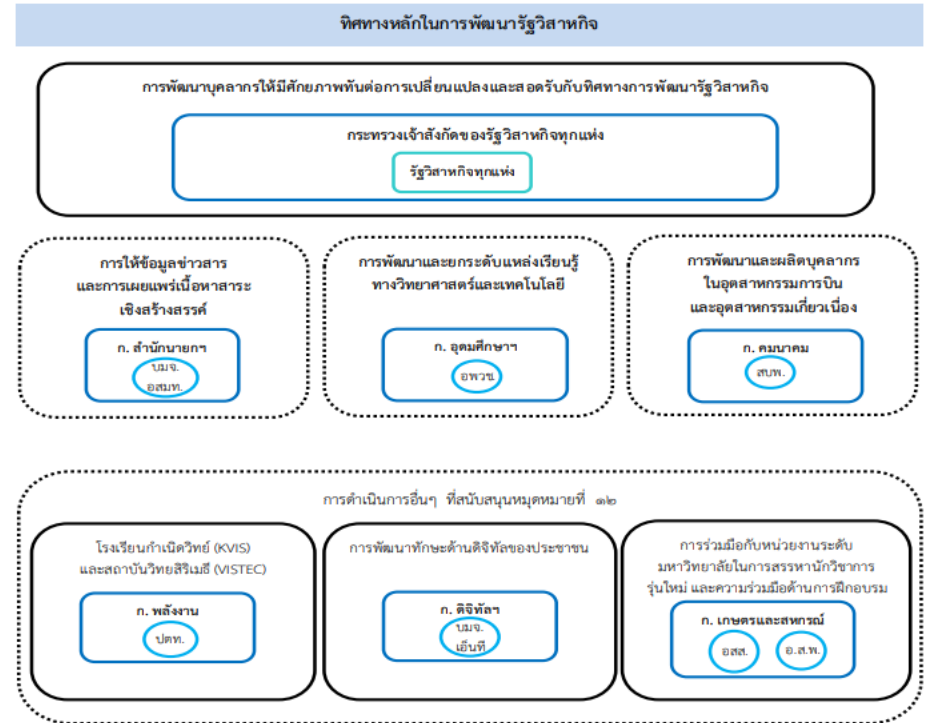 ทิศทางหลักในการพัฒนารัฐวิสาหกิจ
การพัฒนาบุคลากรให้มีศักยภาพทันต่อการเปลี่ยนแปลงและสอดรับกับทิศทางการพัฒนารัฐวิสาหกิจ
กระทรวงเจ้าสังกัดของรัฐวิสาหกิจทุกแห่ง
รัฐวิสาหกิจทุกแห่ง
การให้ข้อมูลข่าวสาร
และการเผยแพร่เนื้อหาสาระ
เชิงสร้างสรรค์
ก. สำนักนายกฯ
บมจ.
อสมท.
การพัฒนาและยกระดับแหล่งเรียนรู้
ทางวิทยาศาสตร์และเทคโนโลยี
ก. อุดมศึกษาฯ
อพวช.
การพัฒนาและผลิตบุคลากร
ในอุตสาหกรรมการบิน
และอุตสาหกรรมเกี่ยวเนื่อง
ก. คมนาคม
สบพ.
การดำเนินการอื่นๆ ที่สนับสนุนหมุดหมายที่ ๑๒
โรงเรียนกำเนิดวิทย์ (KVIS)
และสถาบันวิทยสิริเมธี (VISTEC)
ก. พลังงาน
ปตท.
การพัฒนาทักษะด้านดิจิทัลของประชาชน
ก. ดิจิทัลฯ
บมจ.
เอ็นที
การร่วมมือกับหน่วยงานระดับ
มหาวิทยาลัยในการสรรหานักวิชาการ
รุ่นใหม่ และความร่วมมือด้านการฝึกอบรม
ก. เกษตรและสหกรณ์
อสส.
อ.ส.พ.